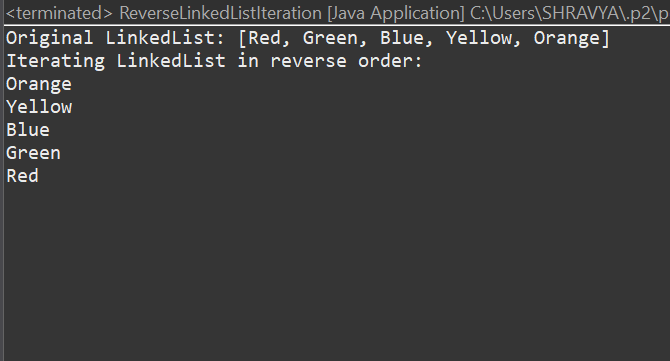 <terminated> ReverseLinkedListIteration [Java Application] C:\Users\SHRAVYA\.p2\p
Original LinkedList: [Red, Green, Blue, Yellow, Orange]
Iterating LinkedList in reverse order:
Orange
Yellow
Blue
Green
Red